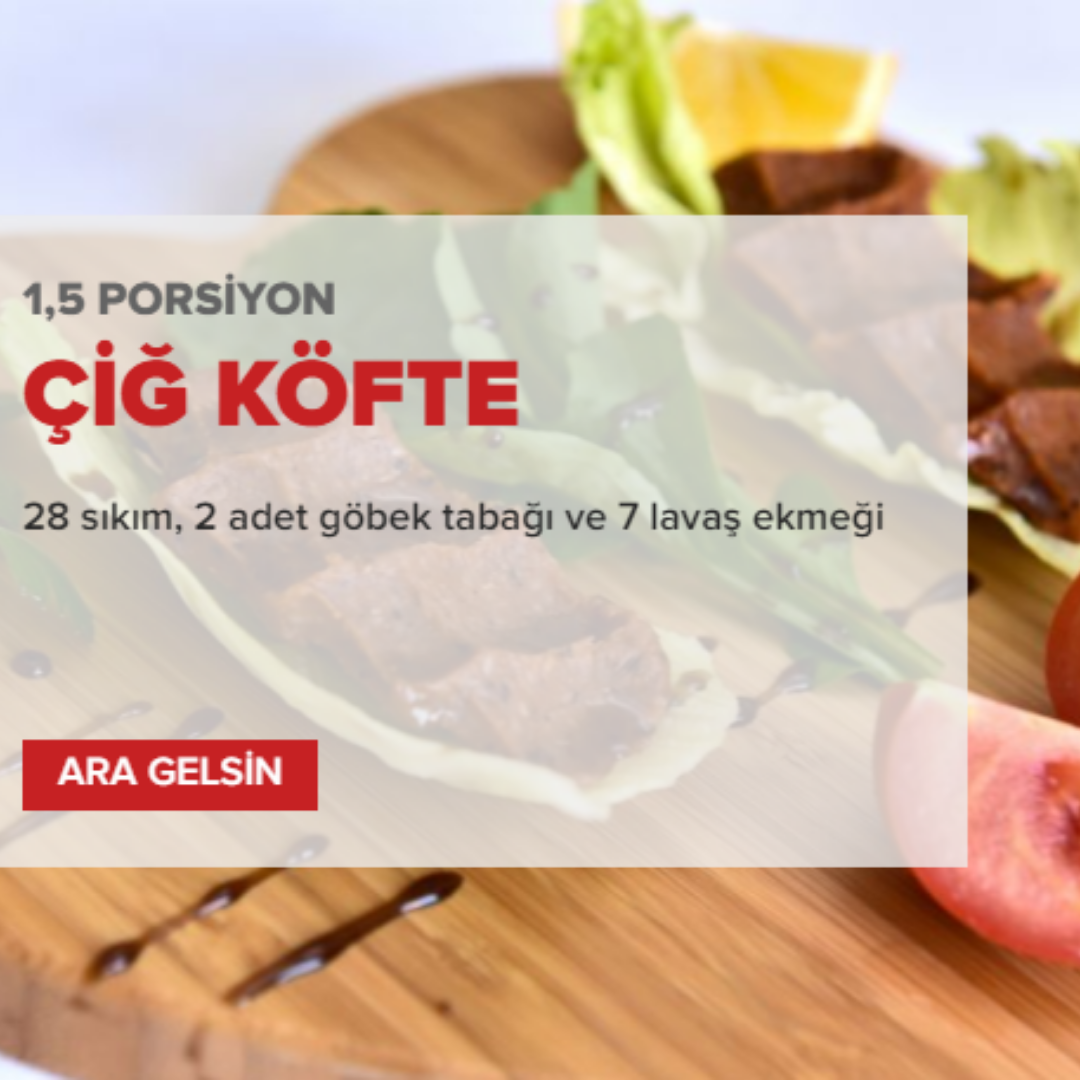 1,5 PORSİYON
ÇİĞ KÖFTE
28 sıkım, 2 adet göbek tabağı ve 7 lavaş ekmeği
ARA GELSİN